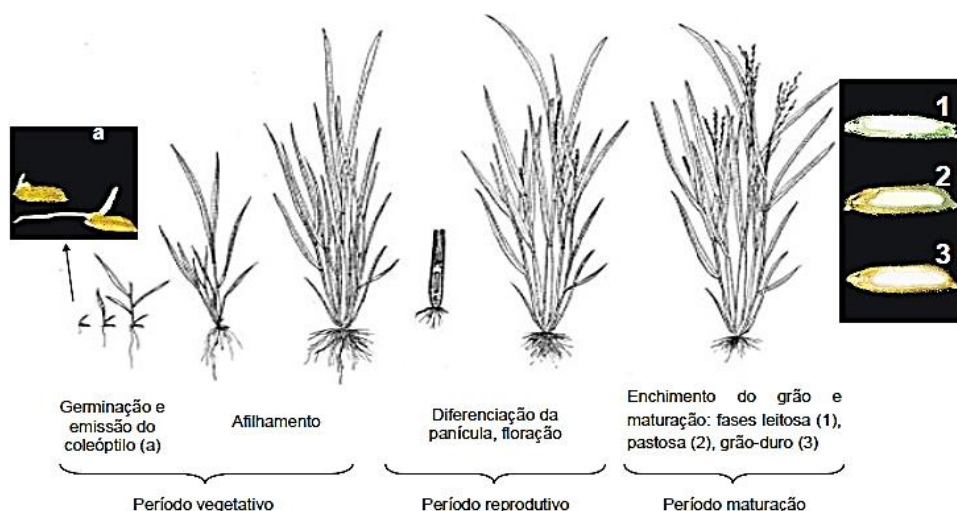 a
1
2
3
Germinação e
emissão do
coleóptilo (a)
Afilhamento
Diferenciação da
panícula, floração
Enchimento do grão e
maturação: fases leitosa (1),
pastosa (2), grão-duro (3)
Período vegetativo
Período reprodutivo
Período maturação